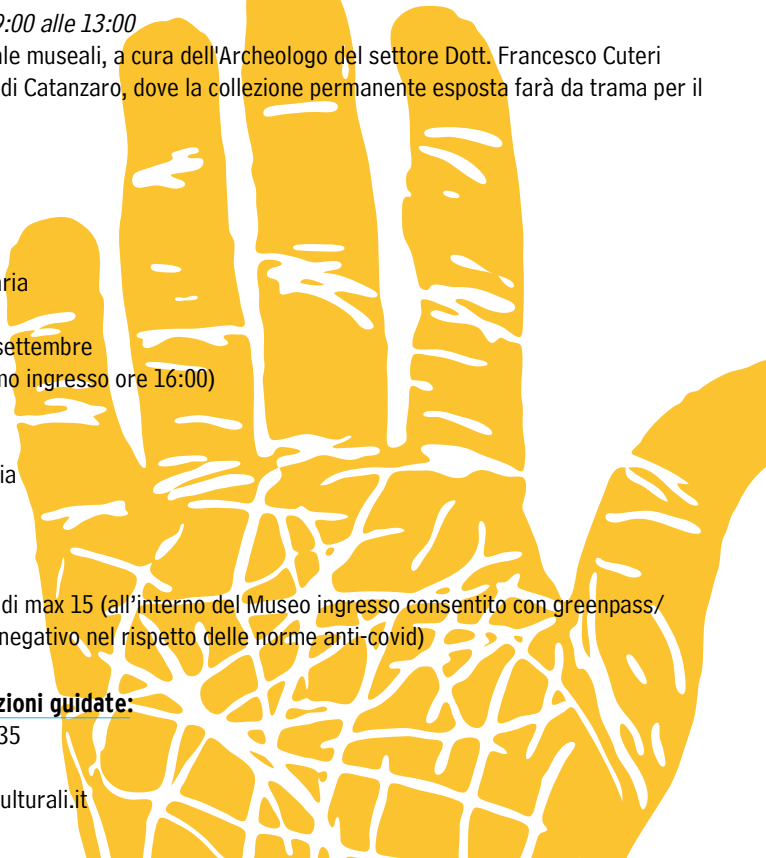 9:00 alle 13:00
ale museali, a cura dell'Archeologo del settore Dott. Francesco Cuteri
di Catanzaro, dove la collezione permanente esposta farà da trama per il
aria
settembre
mo ingresso ore 16:00)
ia
di max 15 (all’interno del Museo ingresso consentito con greenpass/
negativo nel rispetto delle norme anti-covid)
zioni guidate:
35
ulturali.it